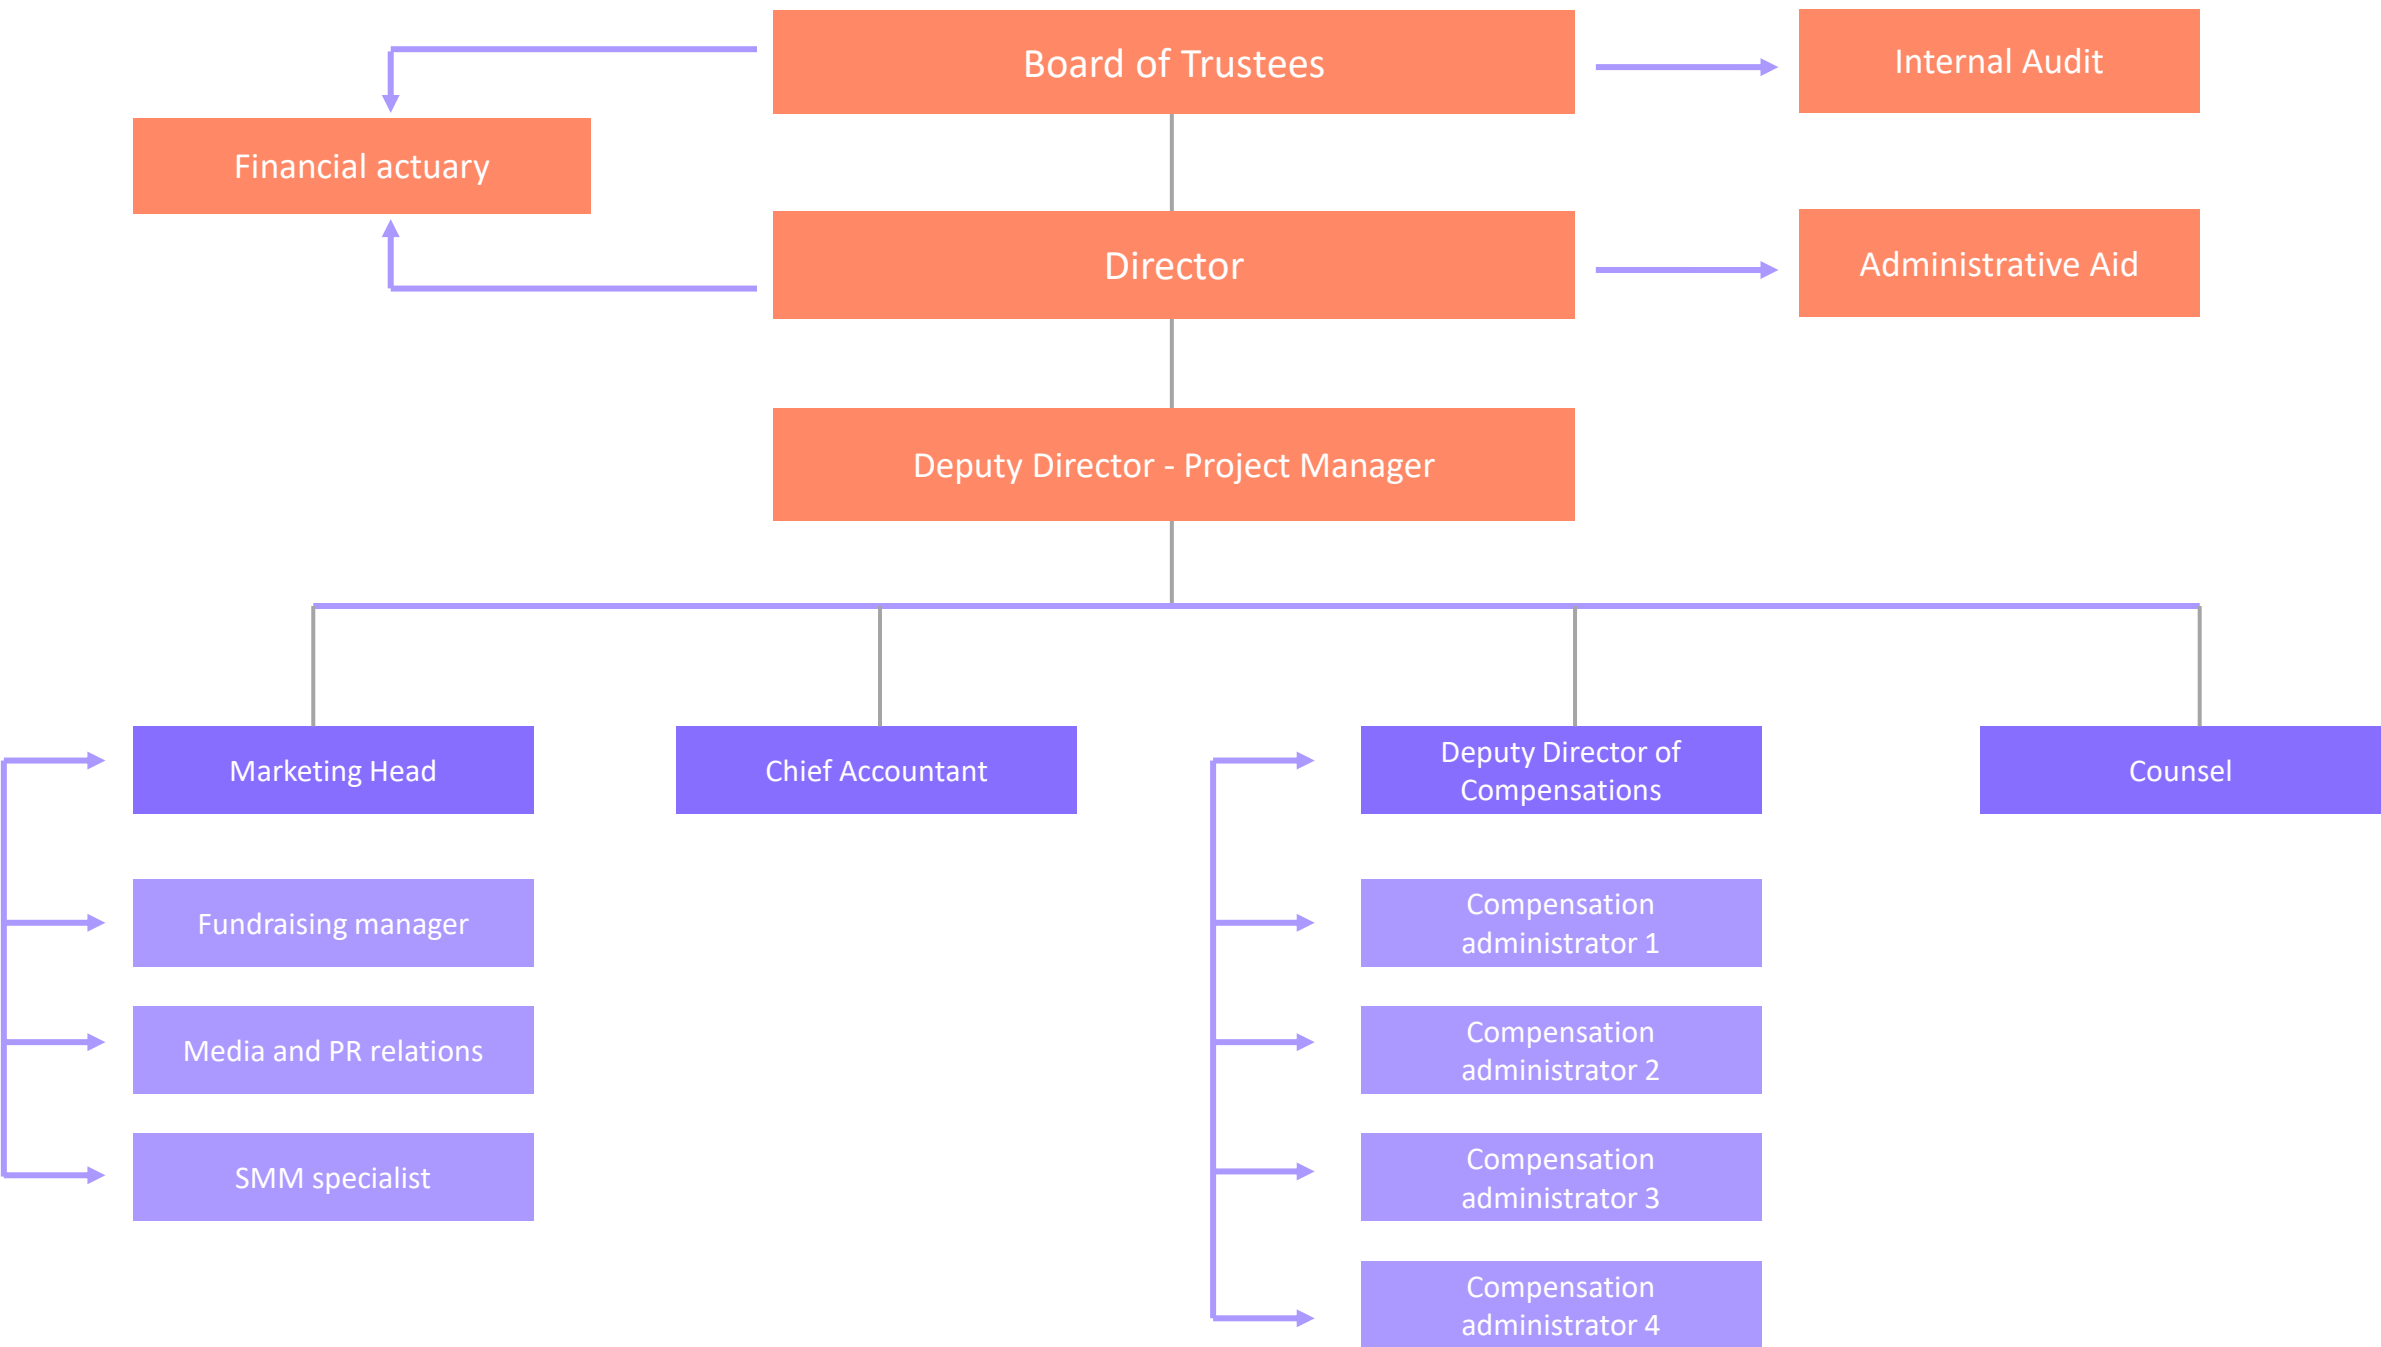 Board of Trustees
Internal Audit
Financial actuary
Director
Administrative Aid
Deputy Director - Project Manager
Marketing Head
Chief Accountant
Deputy Director of
Compensations
Counsel
Fundraising manager
Compensation
administrator 1
Media and PR relations
Compensation
administrator 2
SMM specialist
Compensation
administrator 3
Compensation
administrator 4